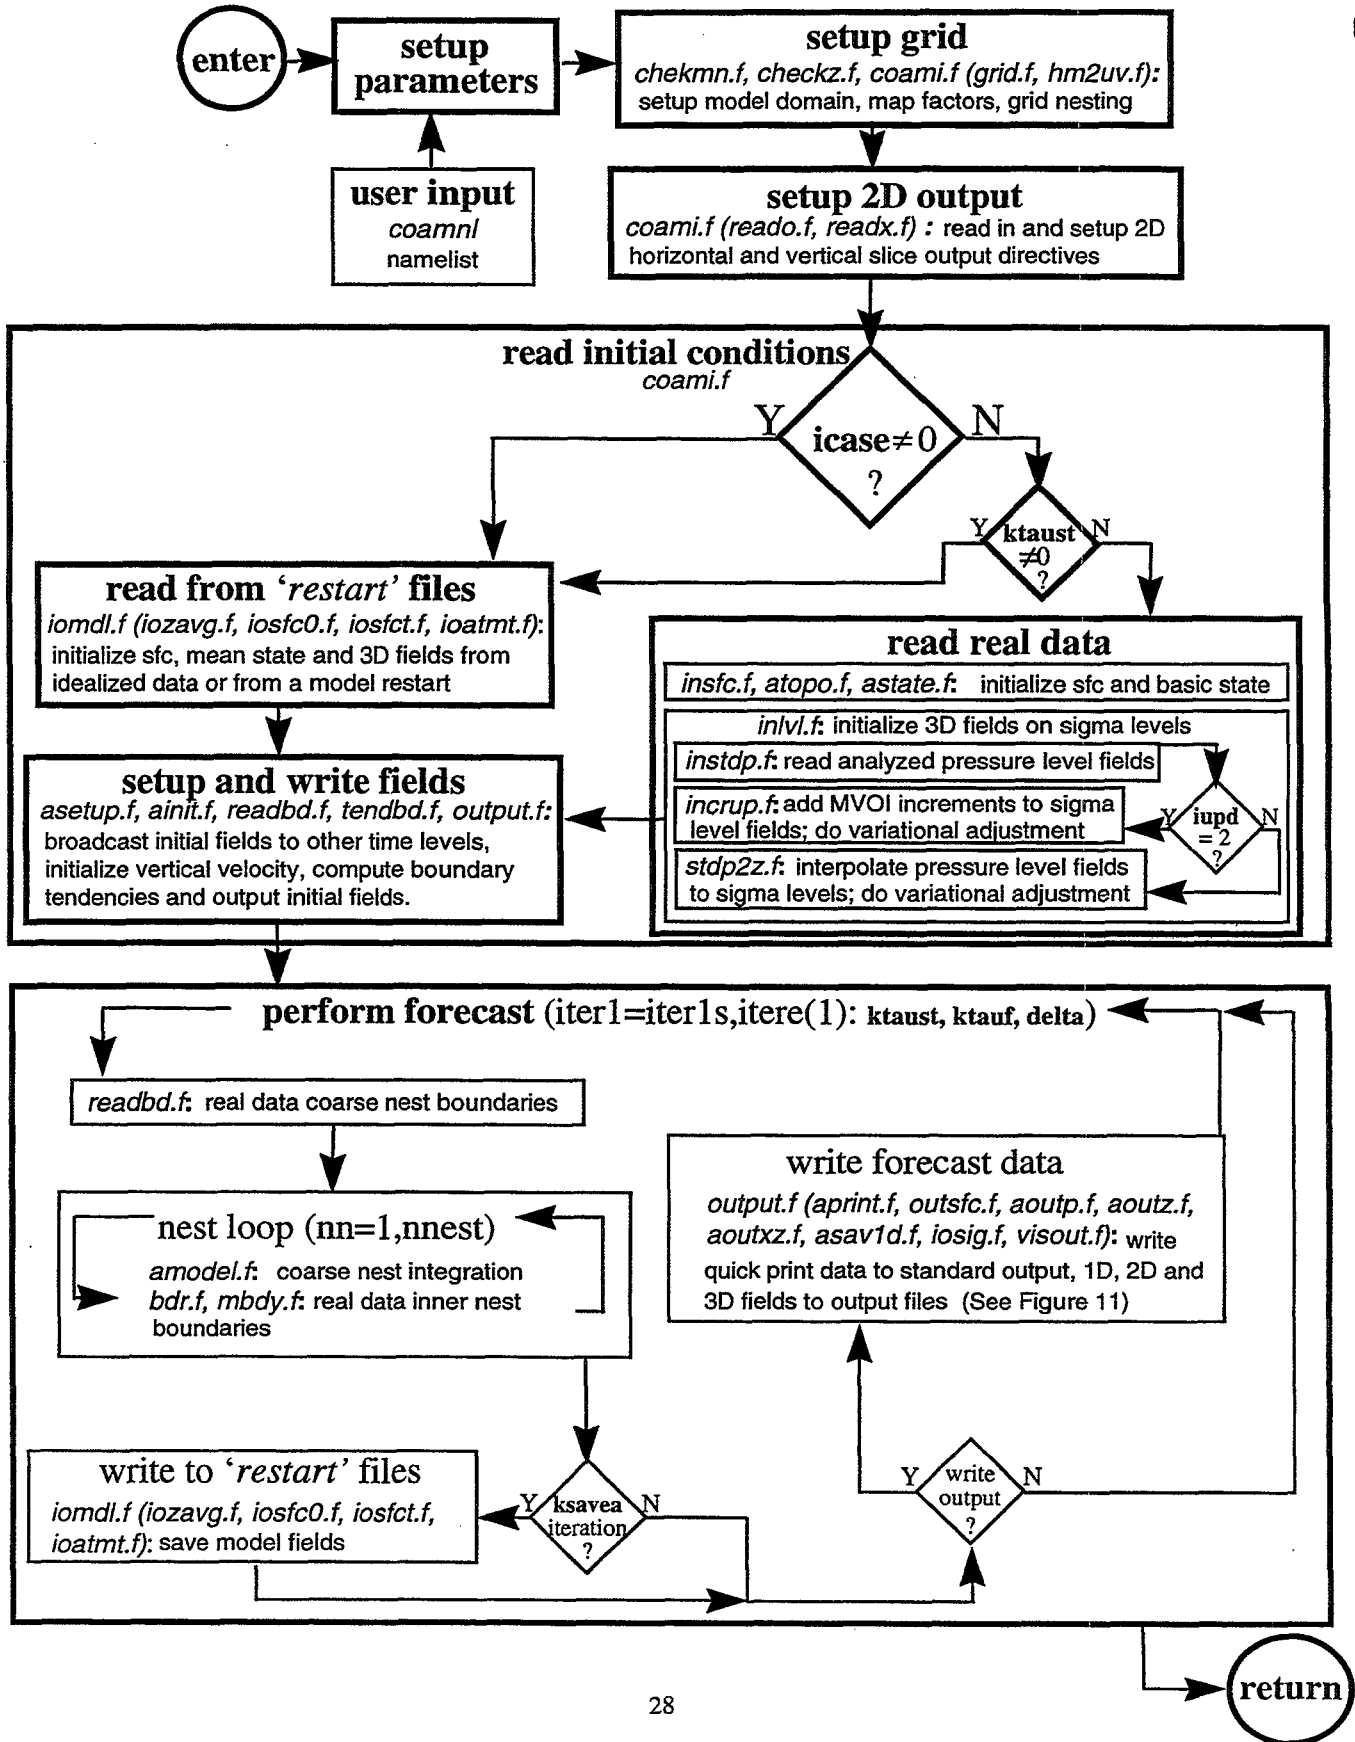 enter
setup
parameters
setup grid
chekmn.f, checkz.f, coami.f (grid.f, hm2uv.f):
setup model domain, map factors, grid nesting
user input
coamnl
namelist
setup 2D output
coami.f (reado.f, readx.f) : read in and setup 2D
horizontal and vertical slice output directives
read initial conditions
coami.f
Y
icase≠0
?
N
Y
ktaust
≠0
?
N
read from ‘restart’ files
iomdl.f (iozavg.f, iosfc0.f, iosfct.f, ioatmt.f):
initialize sfc, mean state and 3D fields from
idealized data or from a model restart
read real data
insfc.f, atopo.f, astate.f: initialize sfc and basic state
inlvl.f: initialize 3D fields on sigma levels
instdp.f: read analyzed pressure level fields
incrup.f: add MVOI increments to sigma
level fields; do variational adjustment
Y
iupd
= 2
?
N
stdp2z.f: interpolate pressure level fields
to sigma levels; do variational adjustment
setup and write fields
asetup.f, ainit.f, readbd.f, tendbd.f, output.f:
broadcast initial fields to other time levels,
initialize vertical velocity, compute boundary
tendencies and output initial fields.
perform forecast (iter1=iter1s,itere(1): ktaust, ktauf, delta)
readbd.f: real data coarse nest boundaries
nest loop (nn=1,nnest)
amodel.f: coarse nest integration
bdr.f, mbdy.f: real data inner nest
boundaries
write forecast data
output.f (aprint.f, outsfc.f, aoutp.f, aoutz.f,
aoutxz.f, asav1d.f, iosig.f, visout.f): write
quick print data to standard output, 1D, 2D and
3D fields to output files (See Figure 11)
write to ‘restart’ files
iomdl.f (iozavg.f, iosfc0.f, iosfct.f,
ioatmt.f): save model fields
Y
ksavea
iteration
?
N
Y
write
output
?
N
return
28